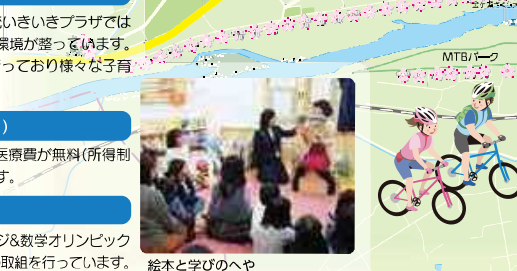 いきいきプラザでは
環境が整っています。
っており様々な子育
)
医療費が無料(所得制
す。
ジ&数学オリンピック
取組を行っています。
絵本と学びのへや
MTBパーク